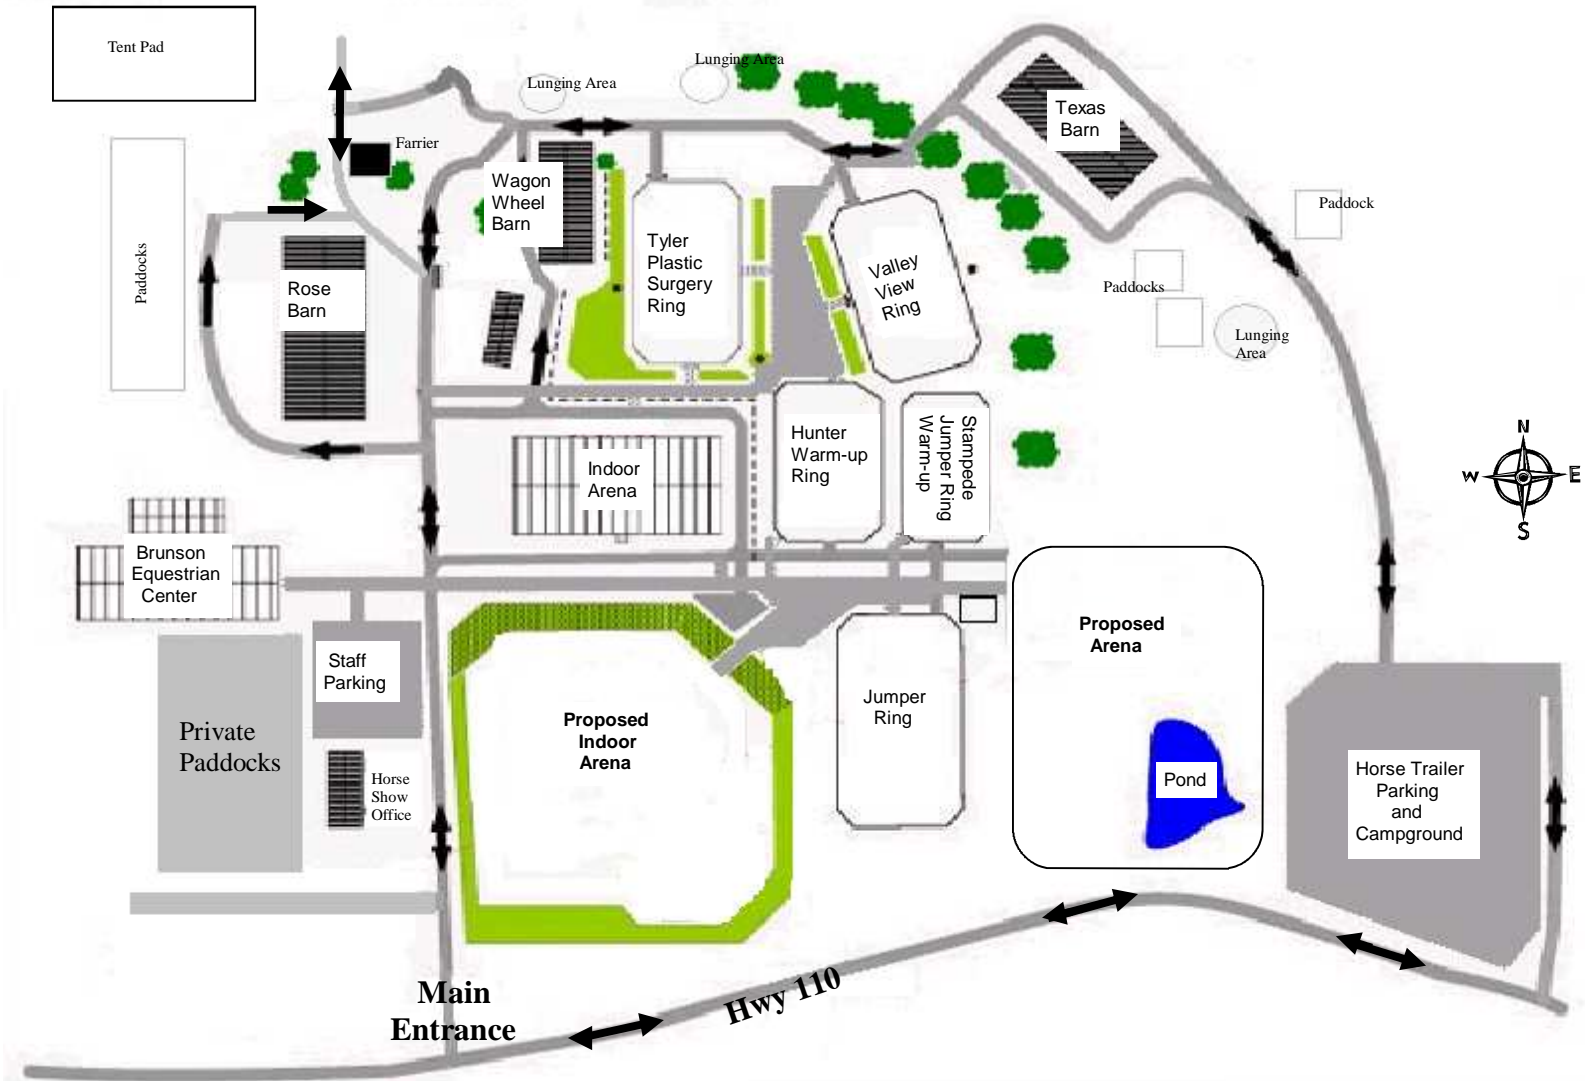 Tent Pad
Lunging Area
Lunging Area
Farrier
Texas
Barn
Wagon
Wheel
Barn
Paddock
Paddocks
Rose
Barn
Tyler
Plastic
Surgery
Ring
Valley
View
Ring
Paddocks
Lunging
Area
Hunter
Warm-up
Ring
Stampede
Jumper Ring
Warm-up
Indoor
Arena
N
W
E
S
Brunson
Equestrian
Center
Staff
Parking
Proposed
Arena
Private
Paddocks
Proposed
Indoor
Arena
Jumper
Ring
Horse
Show
Office
Pond
Horse Trailer
Parking
and
Campground
Main
Entrance
Hwy 110